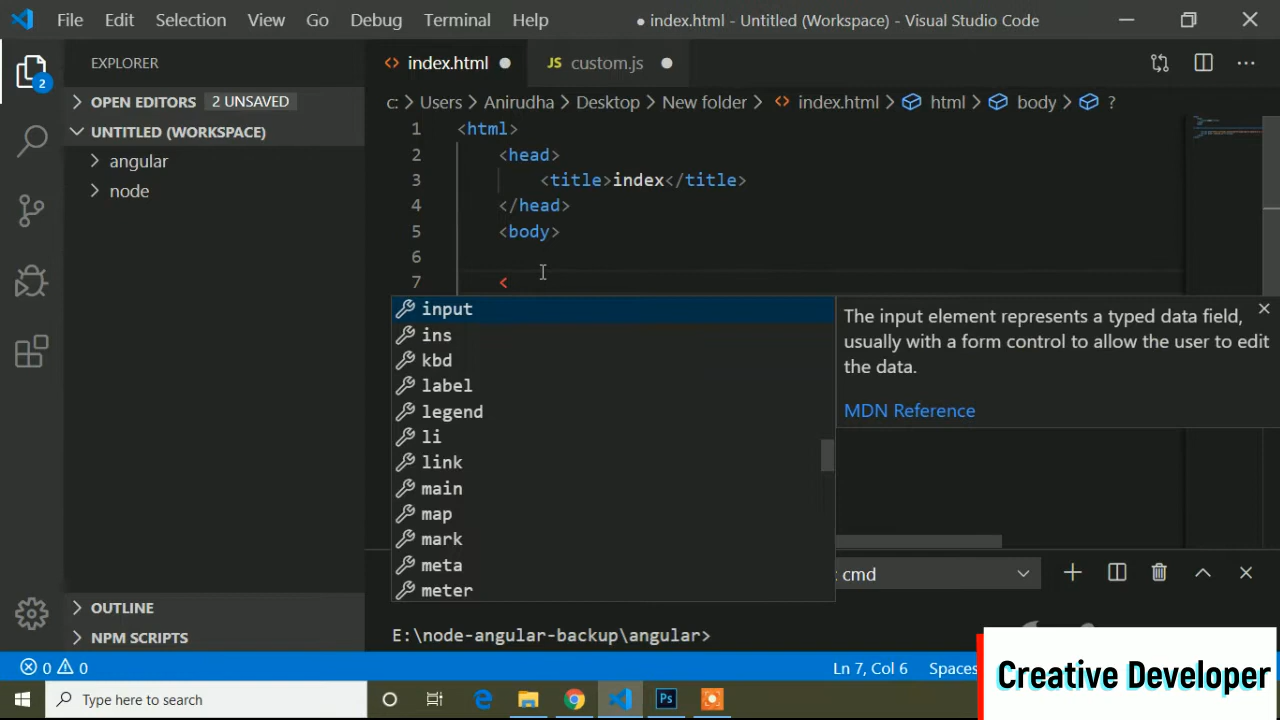 File Edit Selection View Go Debug Terminal Help ● index.html - Untitled (Workspace) - Visual Studio Code
EXPLORER
2
OPEN EDITORS 2 UNSAVED
UNTITLED (WORKSPACE)
angular
node
OUTLINE
NPM SCRIPTS
<> index.html ● JS custom.js ●
c: > Users > Anirudha > Desktop > New folder > <> index.html > html > body > ?
1 <html>
2 <head>
3 <title>index</title>
4 </head>
5 <body>
6
7 <
input
ins
kbd
label
legend
li
link
main
map
mark
meta
meter
The input element represents a typed data field,
usually with a form control to allow the user to edit
the data.
MDN Reference
: cmd
E:\node-angular-backup\angular>
0 0 Ln 7, Col 6 Spaces
Type here to search
Ps
Creative Developer